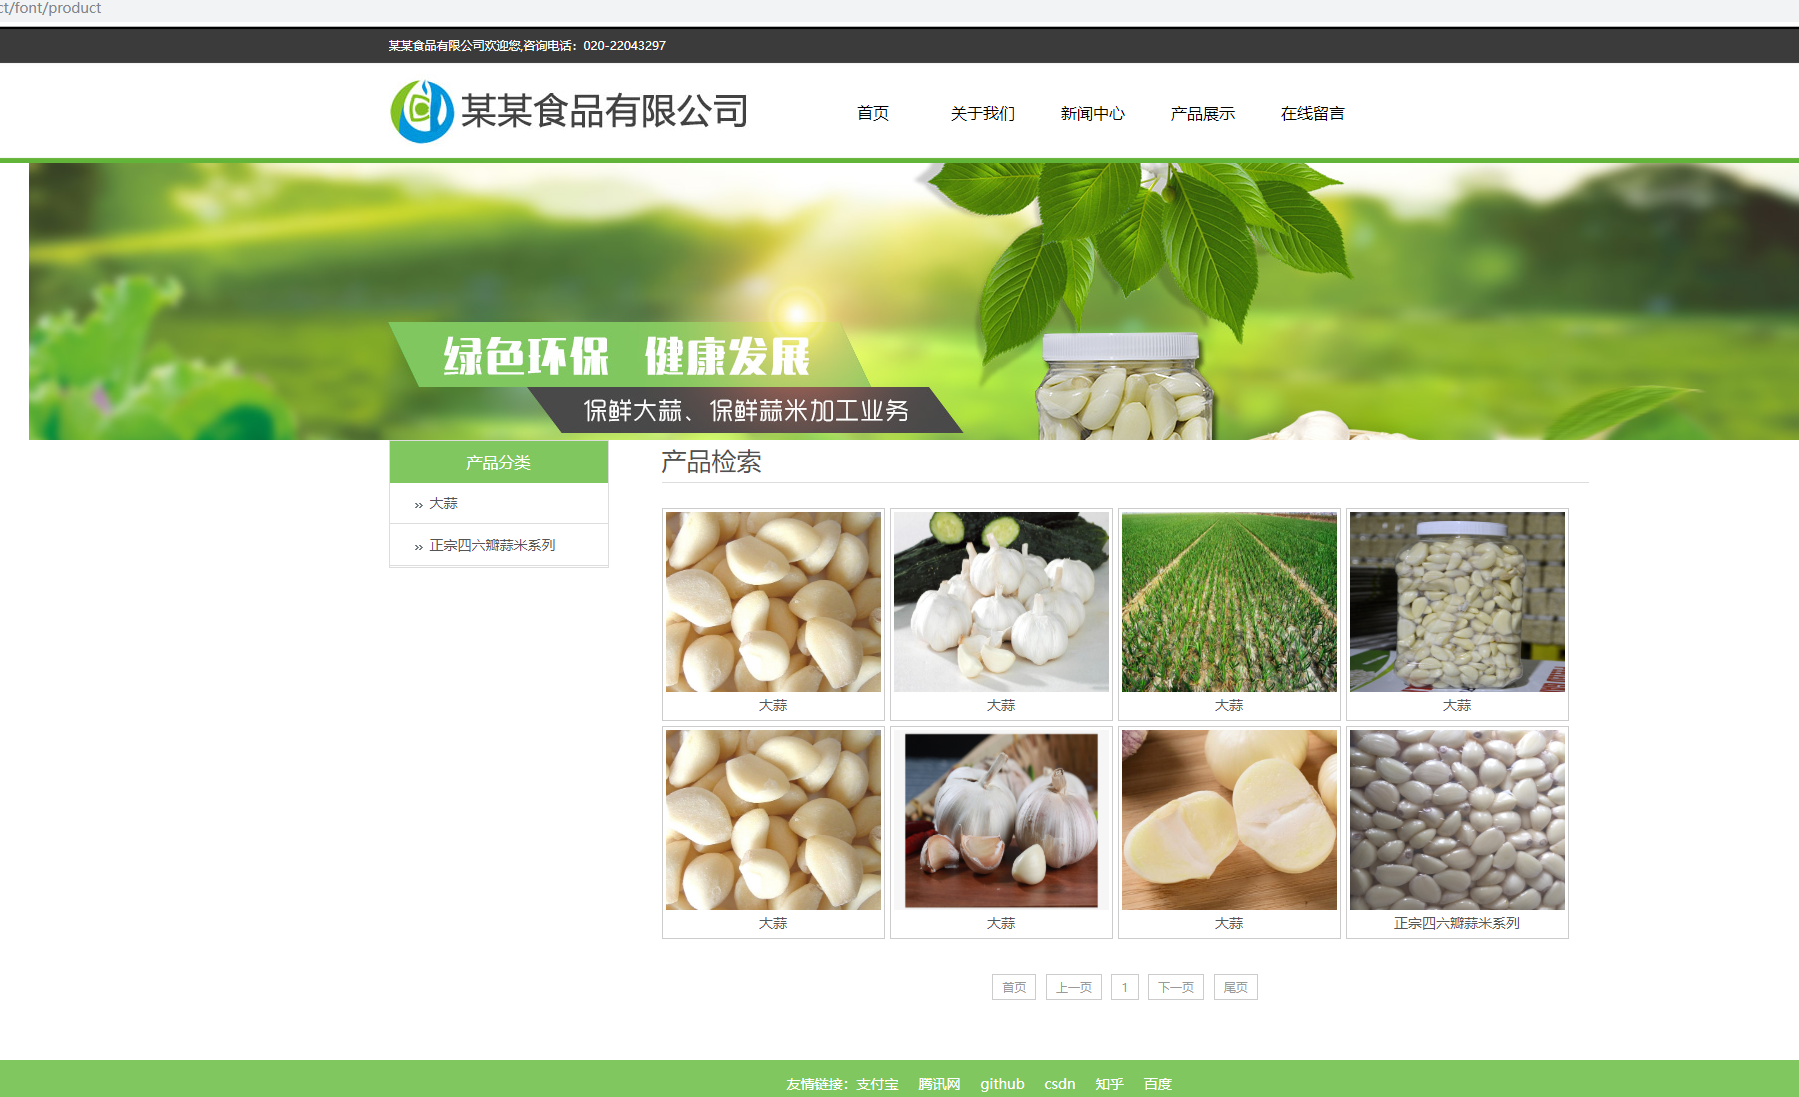 ct/font/product
某某食品有限公司欢迎您,咨询电话：020-22043297
某某食品有限公司
首页 关于我们 新闻中心 产品展示 在线留言
绿色环保 健康发展
保鲜大蒜、保鲜蒜米加工业务
产品分类
›› 大蒜
›› 正宗四六瓣蒜米系列
产品检索
大蒜 大蒜 大蒜 大蒜
大蒜 大蒜 大蒜 正宗四六瓣蒜米系列
首页 上一页 1 下一页 尾页
友情链接：支付宝 腾讯网 github csdn 知乎 百度